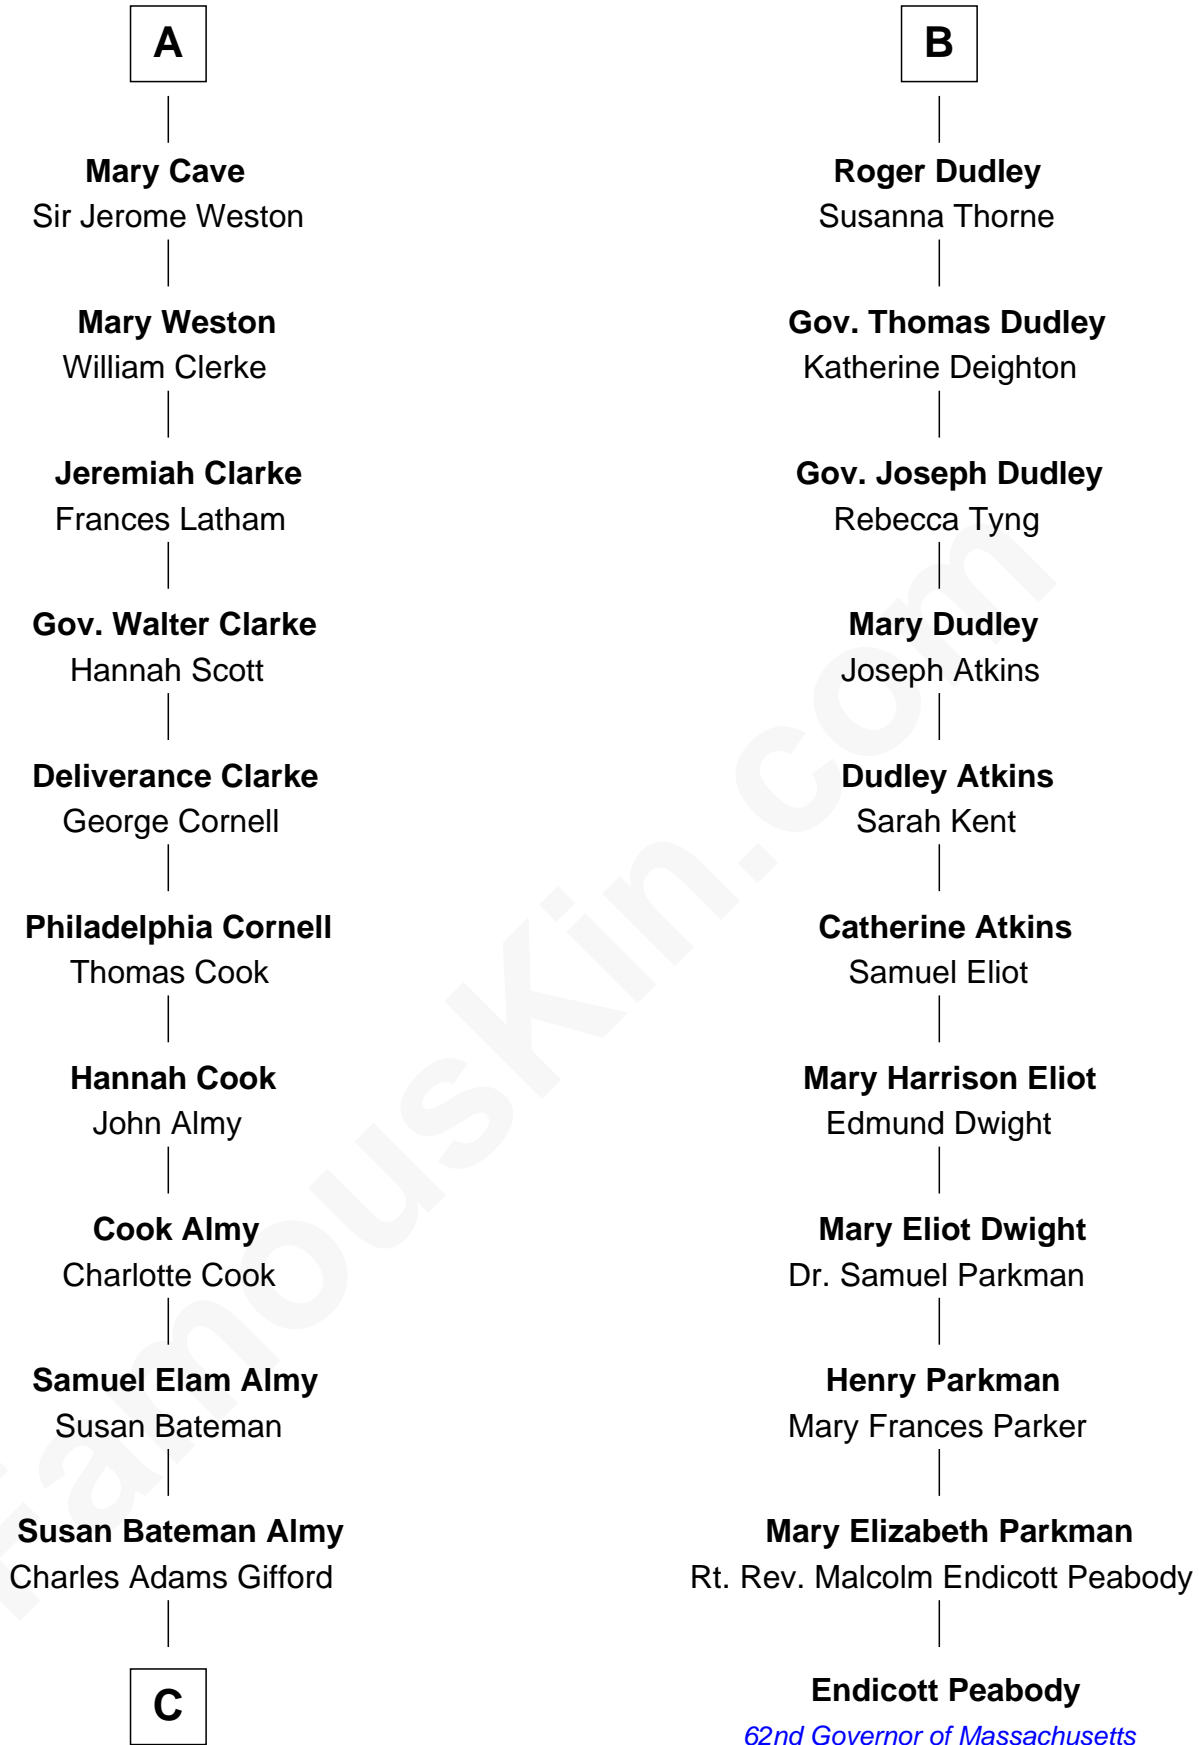 A
Mary Cave
Sir Jerome Weston
Mary Weston
William Clerke
Jeremiah Clarke
Frances Latham
Gov. Walter Clarke
Hannah Scott
Deliverance Clarke
George Cornell
Philadelphia Cornell
Thomas Cook
Hannah Cook
John Almy
Cook Almy
Charlotte Cook
Samuel Elam Almy
Susan Bateman
Susan Bateman Almy
Charles Adams Gifford
C
B
Roger Dudley
Susanna Thorne
Gov. Thomas Dudley
Katherine Deighton
Gov. Joseph Dudley
Rebecca Tyng
Mary Dudley
Joseph Atkins
Dudley Atkins
Sarah Kent
Catherine Atkins
Samuel Eliot
Mary Harrison Eliot
Edmund Dwight
Mary Eliot Dwight
Dr. Samuel Parkman
Henry Parkman
Mary Frances Parker
Mary Elizabeth Parkman
Rt. Rev. Malcolm Endicott Peabody
Endicott Peabody
62nd Governor of Massachusetts
FamousKin.com